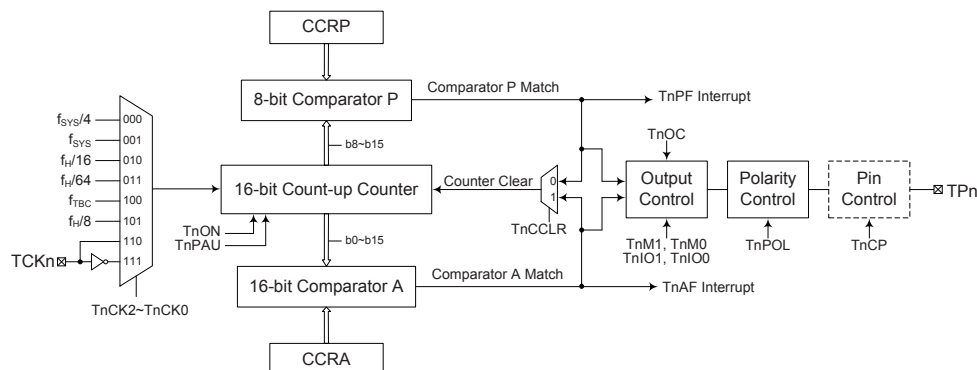 CCRP
8-bit Comparator P
Comparator P Match
TnPF Interrupt
b8~b15
fSYS/4
000
fSYS
001
fH/16
010
fH/64
011
fTBC
100
fH/8
101
110
111
TCKn
TnCK2~TnCK0
16-bit Count-up Counter
TnON
TnPAU
Counter Clear
0
1
TnCCLR
TnOC
Output
Control
TnM1, TnM0
TnIO1, TnIO0
Polarity
Control
TnPOL
Pin
Control
TnCP
TPn
b0~b15
16-bit Comparator A
Comparator A Match
TnAF Interrupt
CCRA